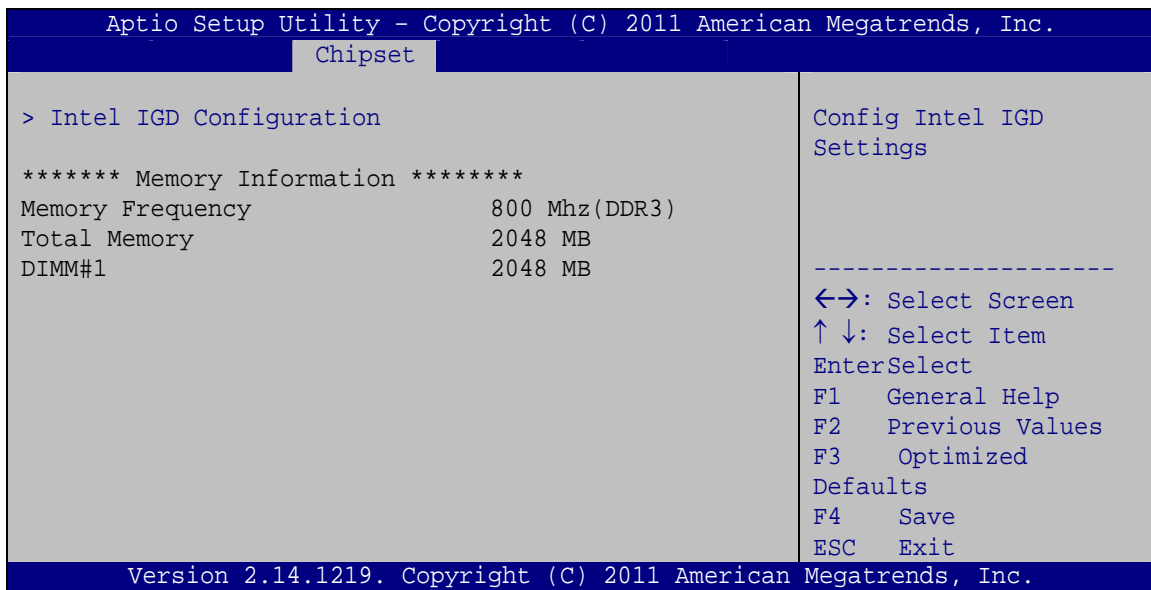 Aptio Setup Utility – Copyright (C) 2011 American Megatrends, Inc.
Chipset
> Intel IGD Configuration
******* Memory Information ********
Memory Frequency 800 Mhz(DDR3)
Total Memory 2048 MB
DIMM#1 2048 MB
Config Intel IGD
Settings
---------------------
←→: Select Screen
↑ ↓: Select Item
EnterSelect
F1 General Help
F2 Previous Values
F3 Optimized
Defaults
F4 Save
ESC Exit
Version 2.14.1219. Copyright (C) 2011 American Megatrends, Inc.